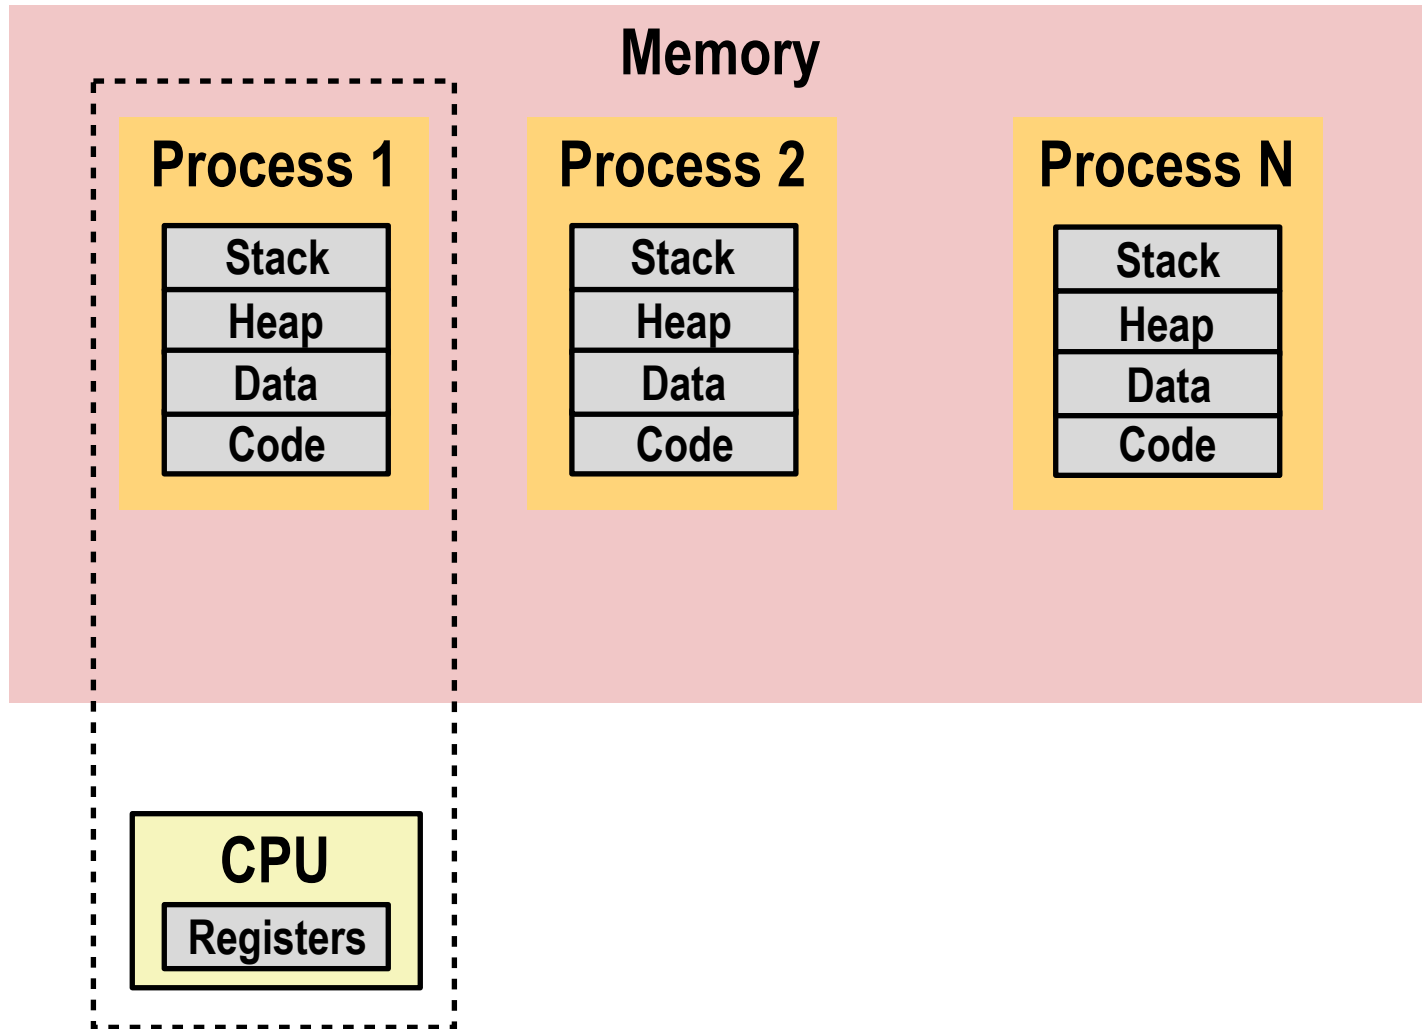 Memory
Process 1
Stack
Heap
Data
Code
Process 2
Stack
Heap
Data
Code
Process N
Stack
Heap
Data
Code
CPU
Registers